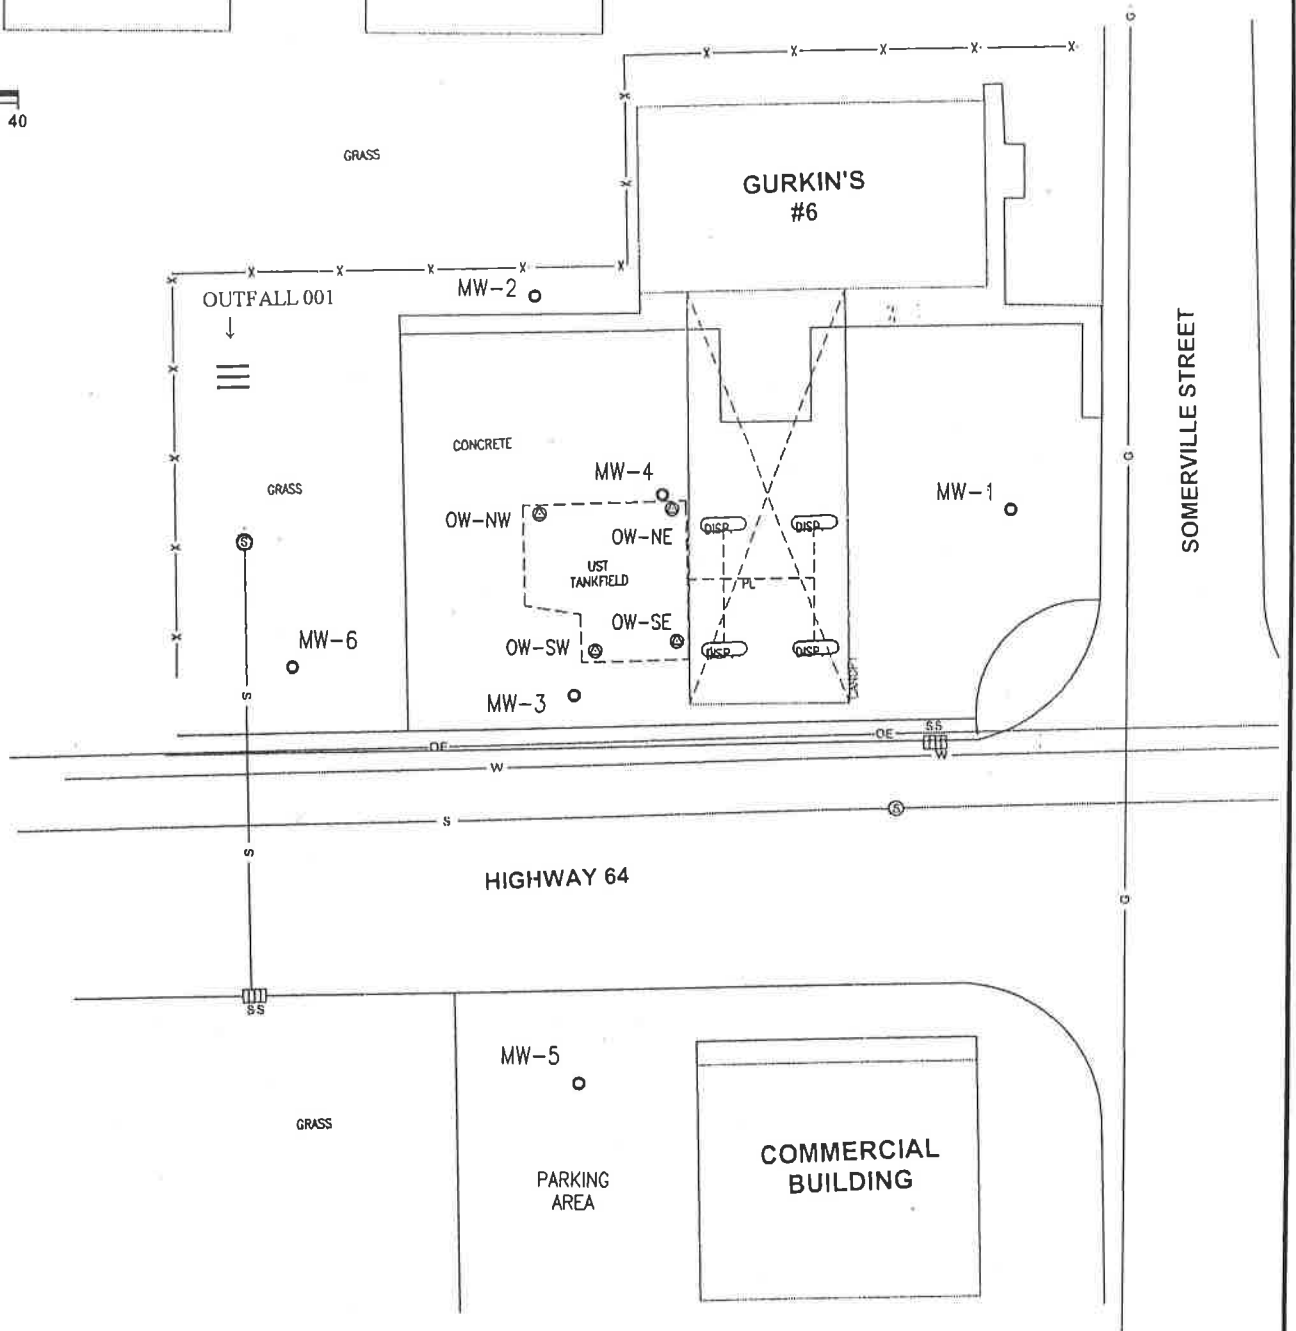 G
X X X X X
X
40
GRASS
X
GURKIN'S
#6
X X X X X X
OUTFALL 001
MW-2
X
SOMERVILLE STREET
CONCRETE
X
G
MW-4
GRASS
MW-1
OW-NW
DISP.
DISP.
S
OW-NE
X
UST
TANKFIELD
PL
OW-SE
MW-6
X
OW-SW
DISP.
DISP.
CANOPY
S
MW-3
SS
OE
OE
W
W
S
S
S
HIGHWAY 64
G
SS
MW-5
GRASS
COMMERCIAL
BUILDING
PARKING
AREA